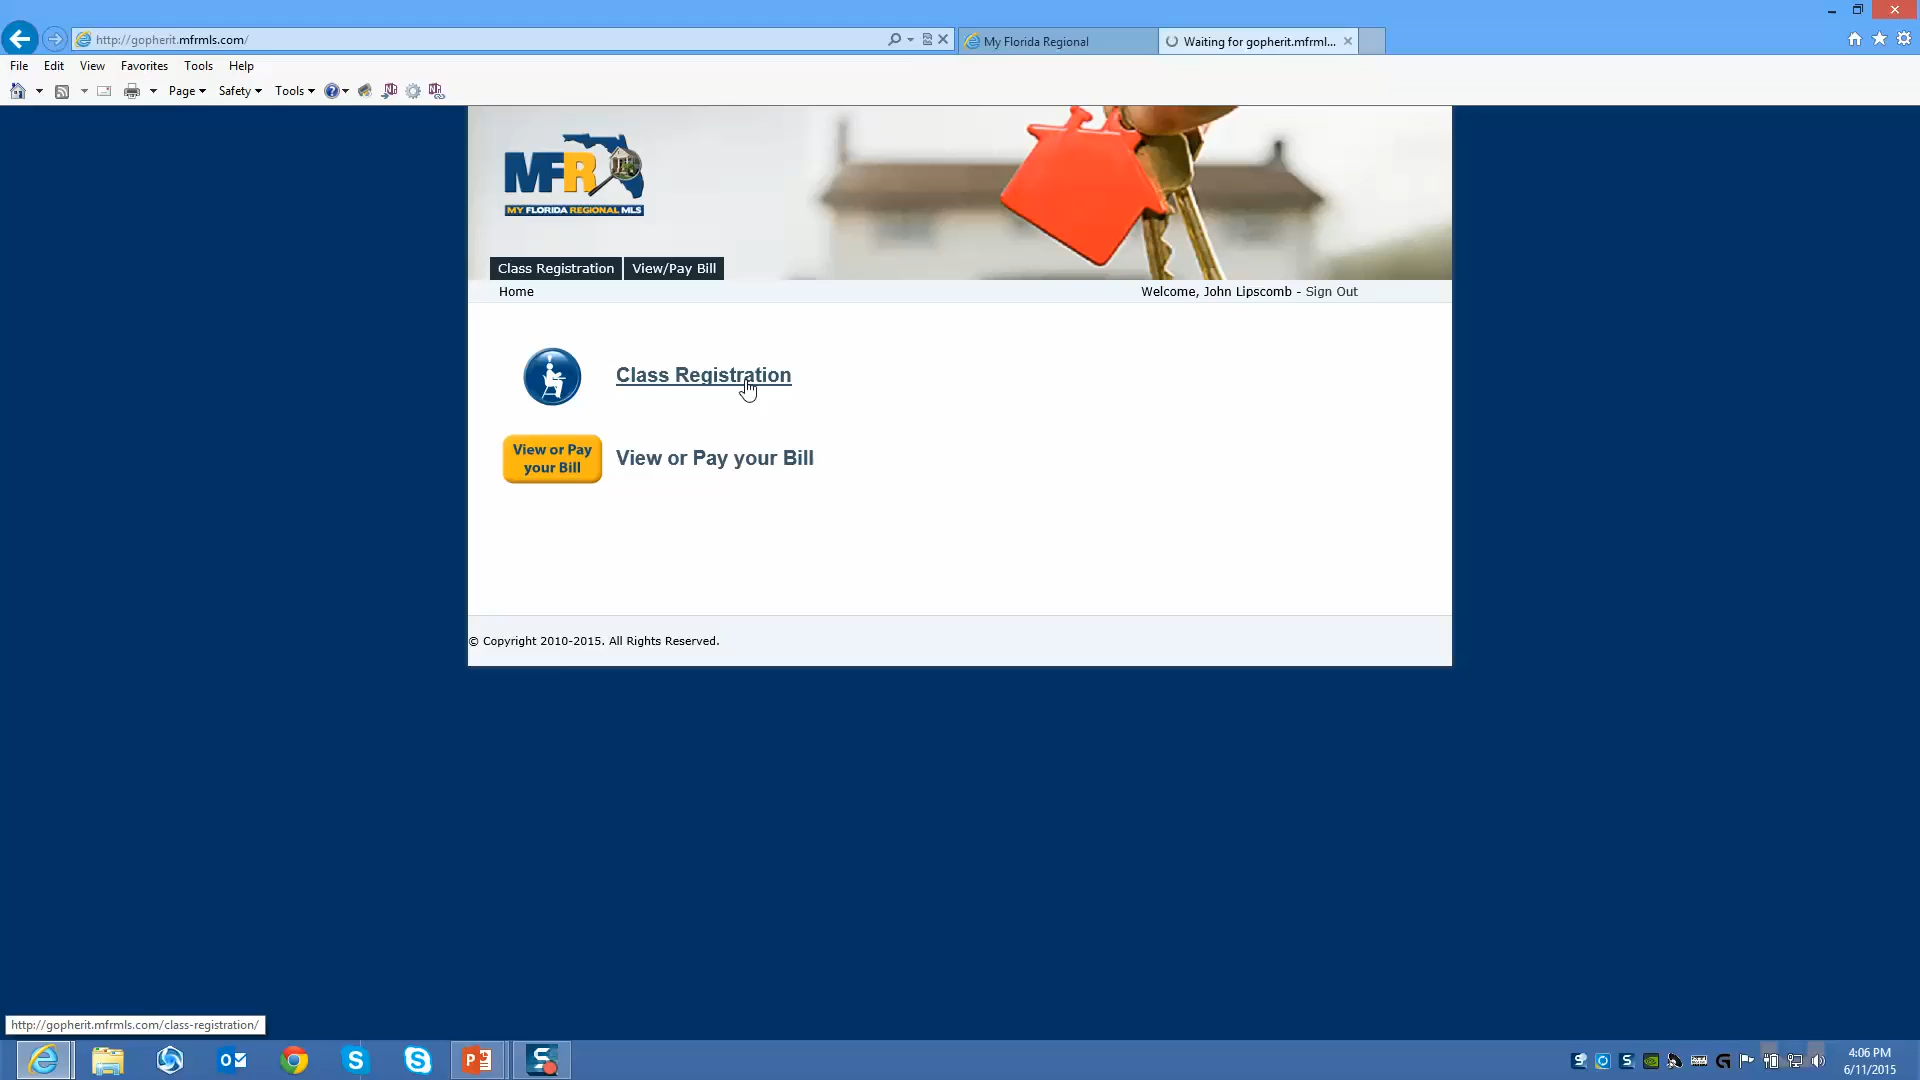 http://gopherit.mfrmls.com/
My Florida Regional
Waiting for gopherit.mfrml...
File Edit View Favorites Tools Help
Page Safety Tools
MFR
MY FLORIDA REGIONAL MLS
Class Registration View/Pay Bill
Home Welcome, John Lipscomb - Sign Out
Class Registration
View or Pay
your Bill
View or Pay your Bill
© Copyright 2010-2015. All Rights Reserved.
http://gopherit.mfrmls.com/class-registration/
4:06 PM
6/11/2015